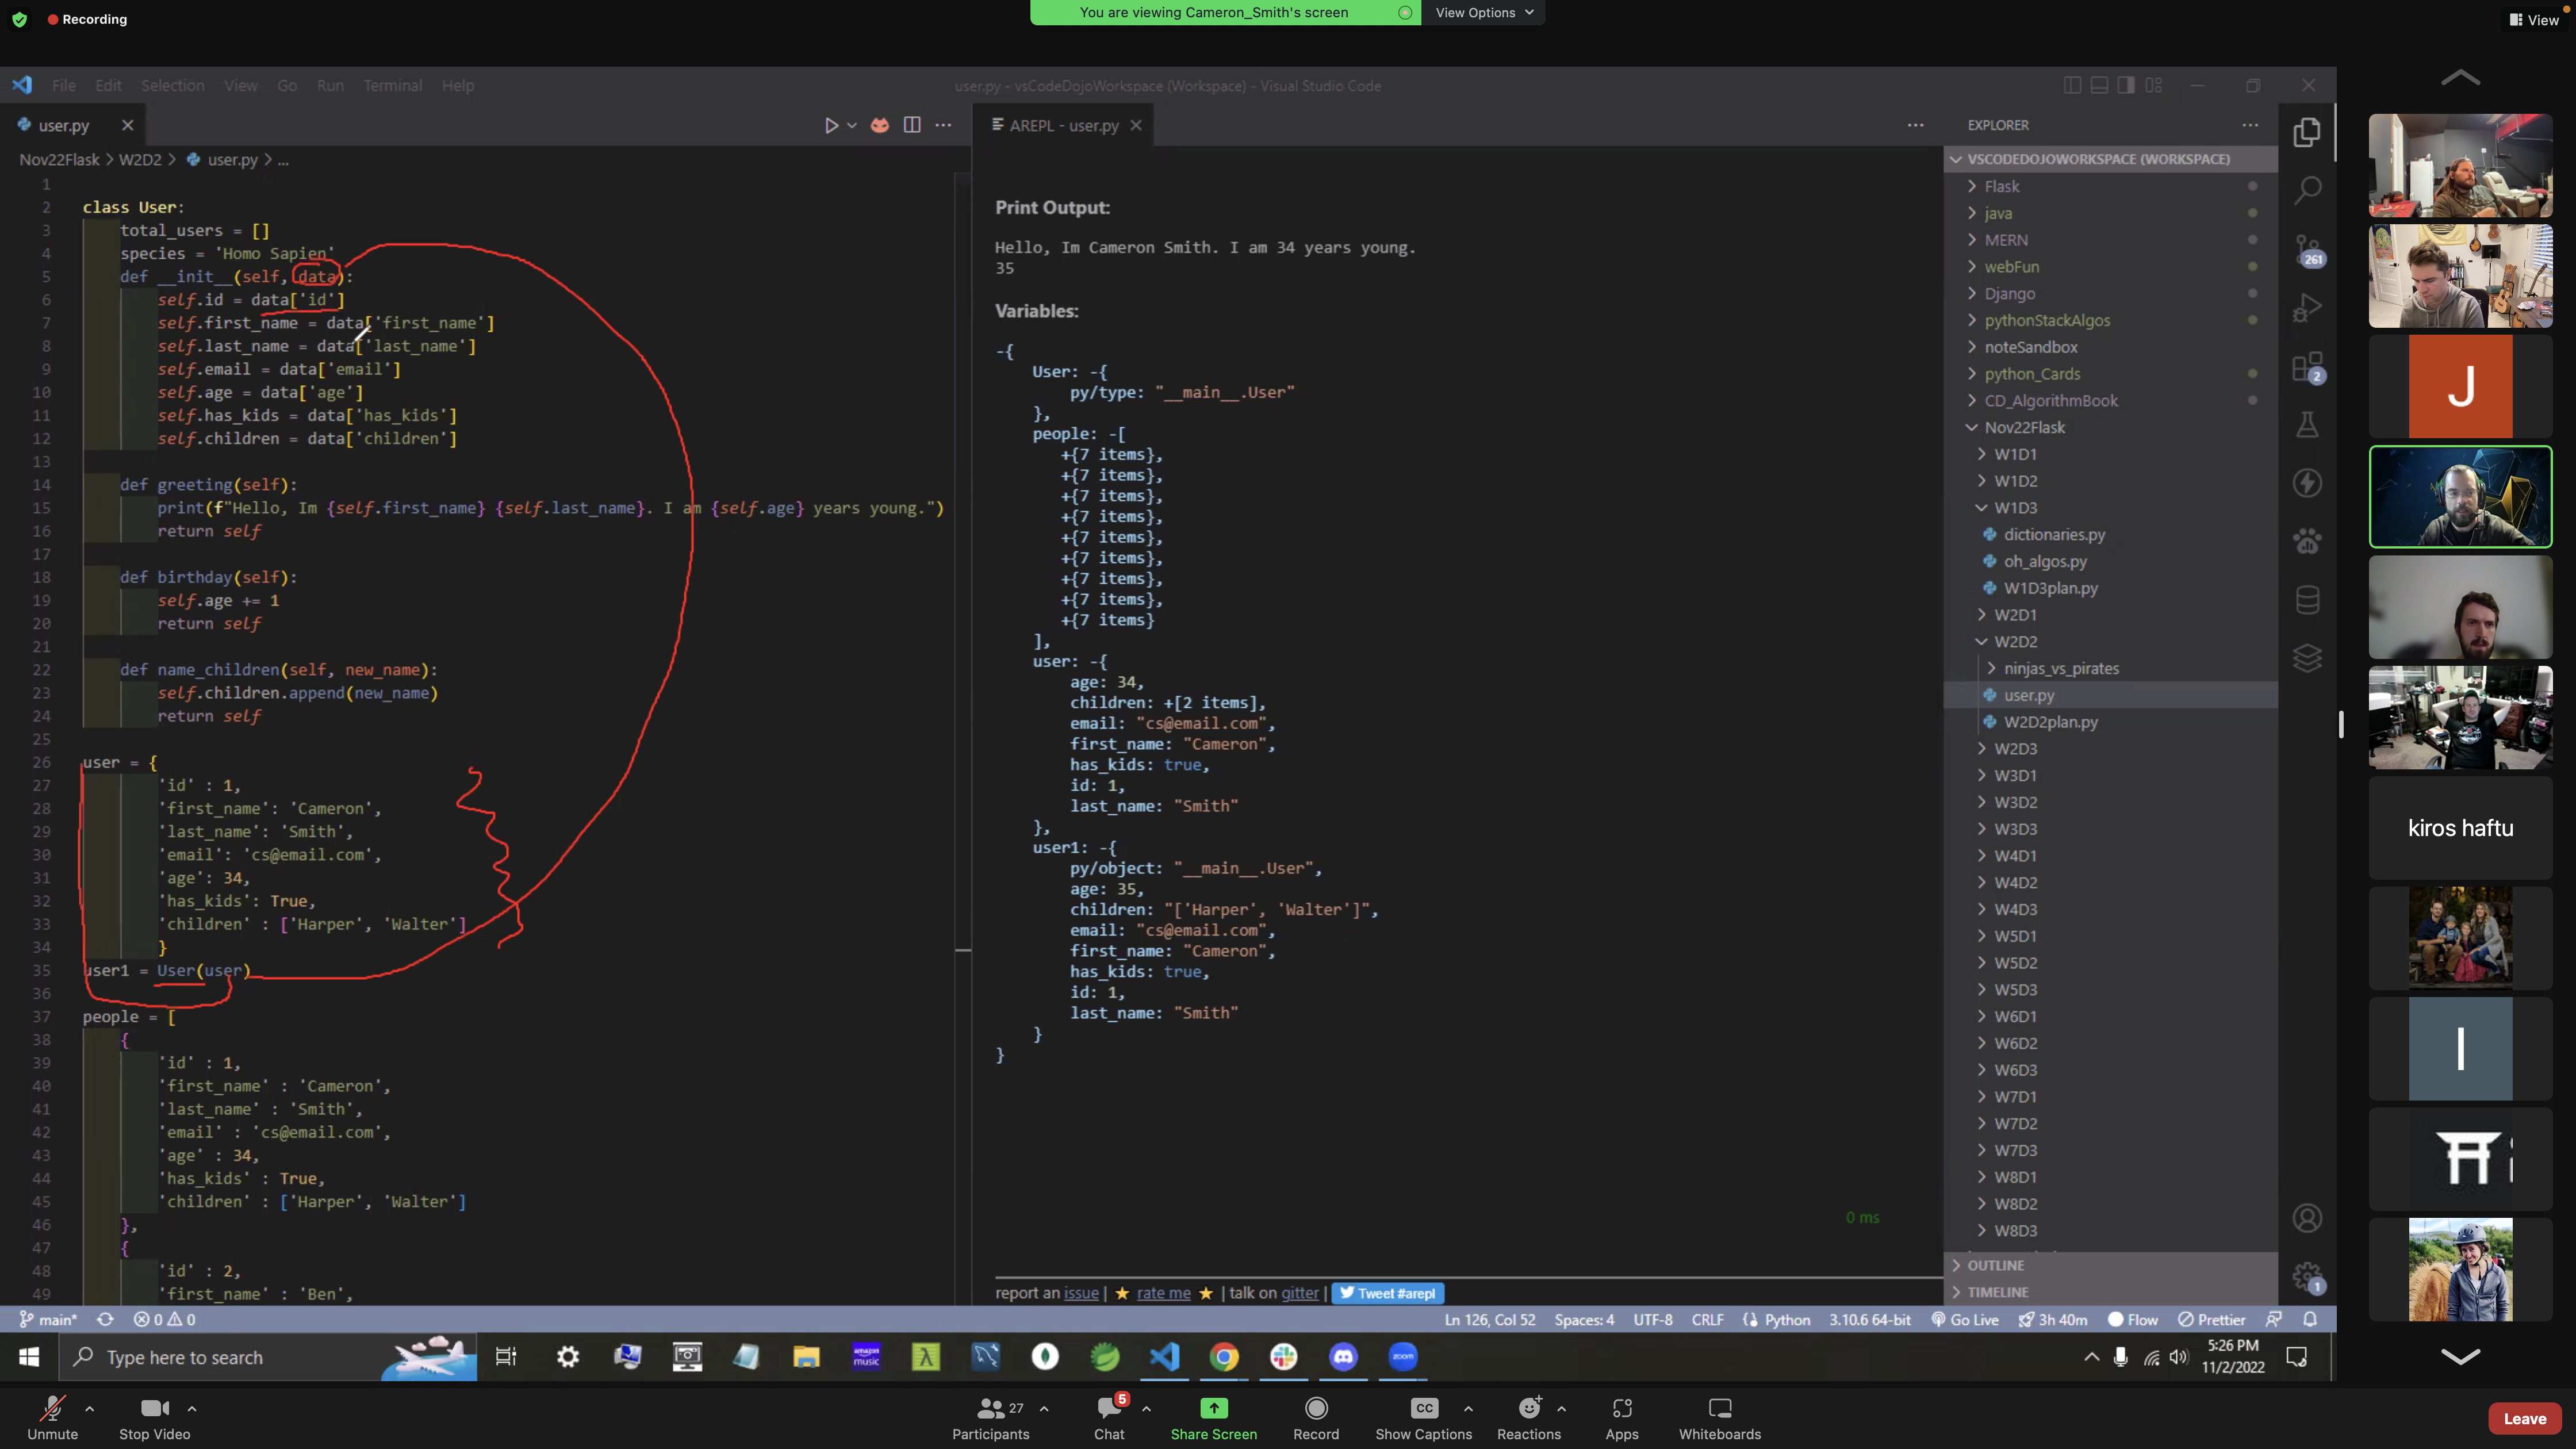 Recording
You are viewing Cameron_Smith's screen
View Options
View
File Edit Selection View Go Run Terminal Help
user.py - vsCodeDojoWorkspace (Workspace) - Visual Studio Code
user.py
AREPL - user.py
EXPLORER
Nov22Flask > W2D2 > user.py > ...
1
2 class User:
3 total_users = []
4 species = 'Homo Sapien'
5 def __init__(self, data):
6 self.id = data['id']
7 self.first_name = data['first_name']
8 self.last_name = data['last_name']
9 self.email = data['email']
10 self.age = data['age']
11 self.has_kids = data['has_kids']
12 self.children = data['children']
13
14 def greeting(self):
15 print(f"Hello, Im {self.first_name} {self.last_name}. I am {self.age} years young.")
16 return self
17
18 def birthday(self):
19 self.age += 1
20 return self
21
22 def name_children(self, new_name):
23 self.children.append(new_name)
24 return self
25
26 user = {
27 'id' : 1,
28 'first_name': 'Cameron',
29 'last_name': 'Smith',
30 'email': 'cs@email.com',
31 'age': 34,
32 'has_kids': True,
33 'children' : ['Harper', 'Walter']
34 }
35 user1 = User(user)
36
37 people = [
38 {
39 'id' : 1,
40 'first_name' : 'Cameron',
41 'last_name' : 'Smith',
42 'email' : 'cs@email.com',
43 'age' : 34,
44 'has_kids' : True,
45 'children' : ['Harper', 'Walter']
46 },
47 {
48 'id' : 2,
49 'first_name' : 'Ben',
Print Output:
Hello, Im Cameron Smith. I am 34 years young.
35
Variables:
-{
User: -{
py/type: "__main__.User"
},
people: -[
+{7 items},
+{7 items},
+{7 items},
+{7 items},
+{7 items},
+{7 items},
+{7 items},
+{7 items},
+{7 items}
],
user: -{
age: 34,
children: +[2 items],
email: "cs@email.com",
first_name: "Cameron",
has_kids: true,
id: 1,
last_name: "Smith"
},
user1: -{
py/object: "__main__.User",
age: 35,
children: "['Harper', 'Walter']",
email: "cs@email.com",
first_name: "Cameron",
has_kids: true,
id: 1,
last_name: "Smith"
}
}
0 ms
report an issue | ★ rate me ★ | talk on gitter | Tweet #arepl
VSCODEDOJOWORKSPACE (WORKSPACE)
Flask
java
MERN
webFun
Django
pythonStackAlgos
noteSandbox
python_Cards
CD_AlgorithmBook
Nov22Flask
W1D1
W1D2
W1D3
dictionaries.py
oh_algos.py
W1D3plan.py
W2D1
W2D2
ninjas_vs_pirates
user.py
W2D2plan.py
W2D3
W3D1
W3D2
W3D3
W4D1
W4D2
W4D3
W5D1
W5D2
W5D3
W6D1
W6D2
W6D3
W7D1
W7D2
W7D3
W8D1
W8D2
W8D3
OUTLINE
TIMELINE
261
2
1
J
kiros haftu
I
main* 0 0
Ln 126, Col 52 Spaces: 4 UTF-8 CRLF Python 3.10.6 64-bit Go Live 3h 40m Flow Prettier
Type here to search
amazon music
zoom
5:26 PM
11/2/2022
Unmute
Stop Video
Participants 27
Chat 5
Share Screen
Record
CC
Show Captions
Reactions
Apps
Whiteboards
Leave